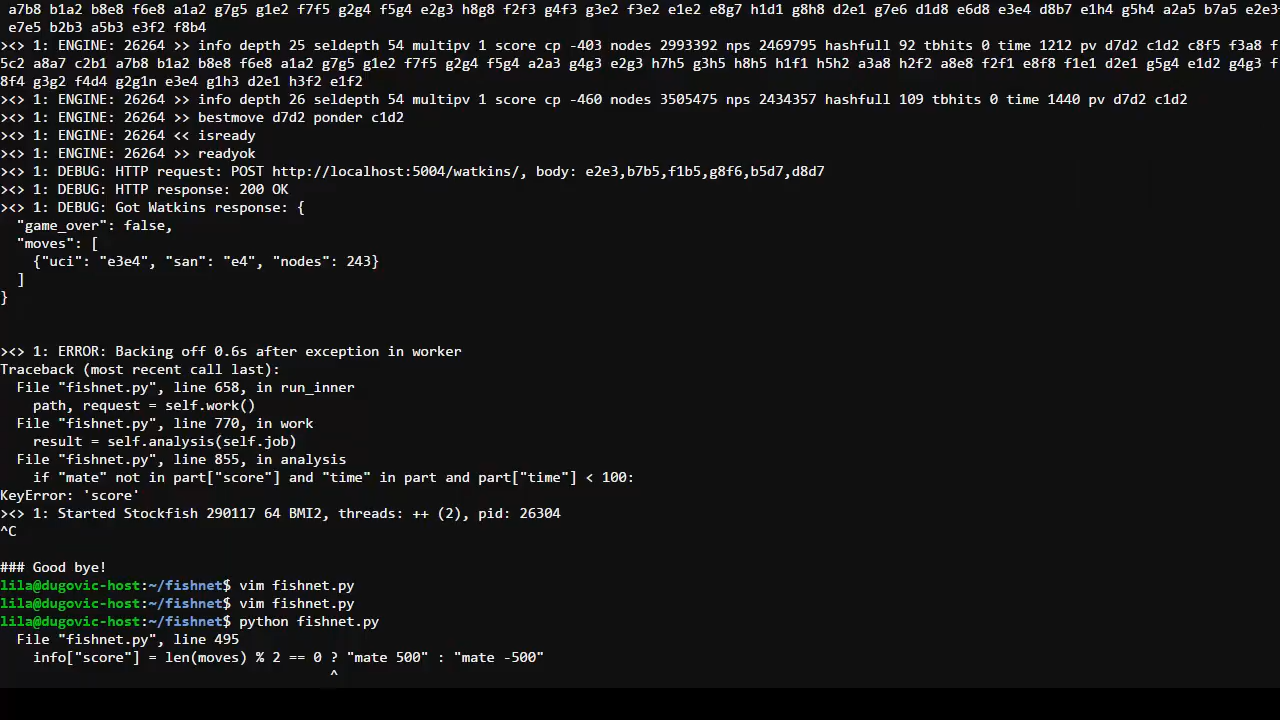 a7b8 b1a2 b8e8 f6e8 a1a2 g7g5 g1e2 f7f5 g2g4 f5g4 e2g3 h8g8 f2f3 g4f3 g3e2 f3e2 e1e2 e8g7 h1d1 g8h8 d2e1 g7e6 d1d8 e6d8 e3e4 d8b7 e1h4 g5h4 a2a5 b7a5 e2e3
e7e5 b2b3 a5b3 e3f2 f8b4
><> 1: ENGINE: 26264 >> info depth 25 seldepth 54 multipv 1 score cp -403 nodes 2993392 nps 2469795 hashfull 92 tbhits 0 time 1212 pv d7d2 c1d2 c8f5 f3a8 f
5c2 a8a7 c2b1 a7b8 b1a2 b8e8 f6e8 a1a2 g7g5 g1e2 f7f5 g2g4 f5g4 a2a3 g4g3 e2g3 h7h5 g3h5 h8h5 h1f1 h5h2 a3a8 h2f2 a8e8 f2f1 e8f8 f1e1 d2e1 g5g4 e1d2 g4g3 f
8f4 g3g2 f4d4 g2g1n e3e4 g1h3 d2e1 h3f2 e1f2
><> 1: ENGINE: 26264 >> info depth 26 seldepth 54 multipv 1 score cp -460 nodes 3505475 nps 2434357 hashfull 109 tbhits 0 time 1440 pv d7d2 c1d2
><> 1: ENGINE: 26264 >> bestmove d7d2 ponder c1d2
><> 1: ENGINE: 26264 << isready
><> 1: ENGINE: 26264 >> readyok
><> 1: DEBUG: HTTP request: POST http://localhost:5004/watkins/, body: e2e3,b7b5,f1b5,g8f6,b5d7,d8d7
><> 1: DEBUG: HTTP response: 200 OK
><> 1: DEBUG: Got Watkins response: {
"game_over": false,
"moves": [
{"uci": "e3e4", "san": "e4", "nodes": 243}
]
}
><> 1: ERROR: Backing off 0.6s after exception in worker
Traceback (most recent call last):
File "fishnet.py", line 658, in run_inner
path, request = self.work()
File "fishnet.py", line 770, in work
result = self.analysis(self.job)
File "fishnet.py", line 855, in analysis
if "mate" not in part["score"] and "time" in part and part["time"] < 100:
KeyError: 'score'
><> 1: Started Stockfish 290117 64 BMI2, threads: ++ (2), pid: 26304
^C
### Good bye!
lila@dugovic-host:~/fishnet$ vim fishnet.py
lila@dugovic-host:~/fishnet$ vim fishnet.py
lila@dugovic-host:~/fishnet$ python fishnet.py
File "fishnet.py", line 495
info["score"] = len(moves) % 2 == 0 ? "mate 500" : "mate -500"
^